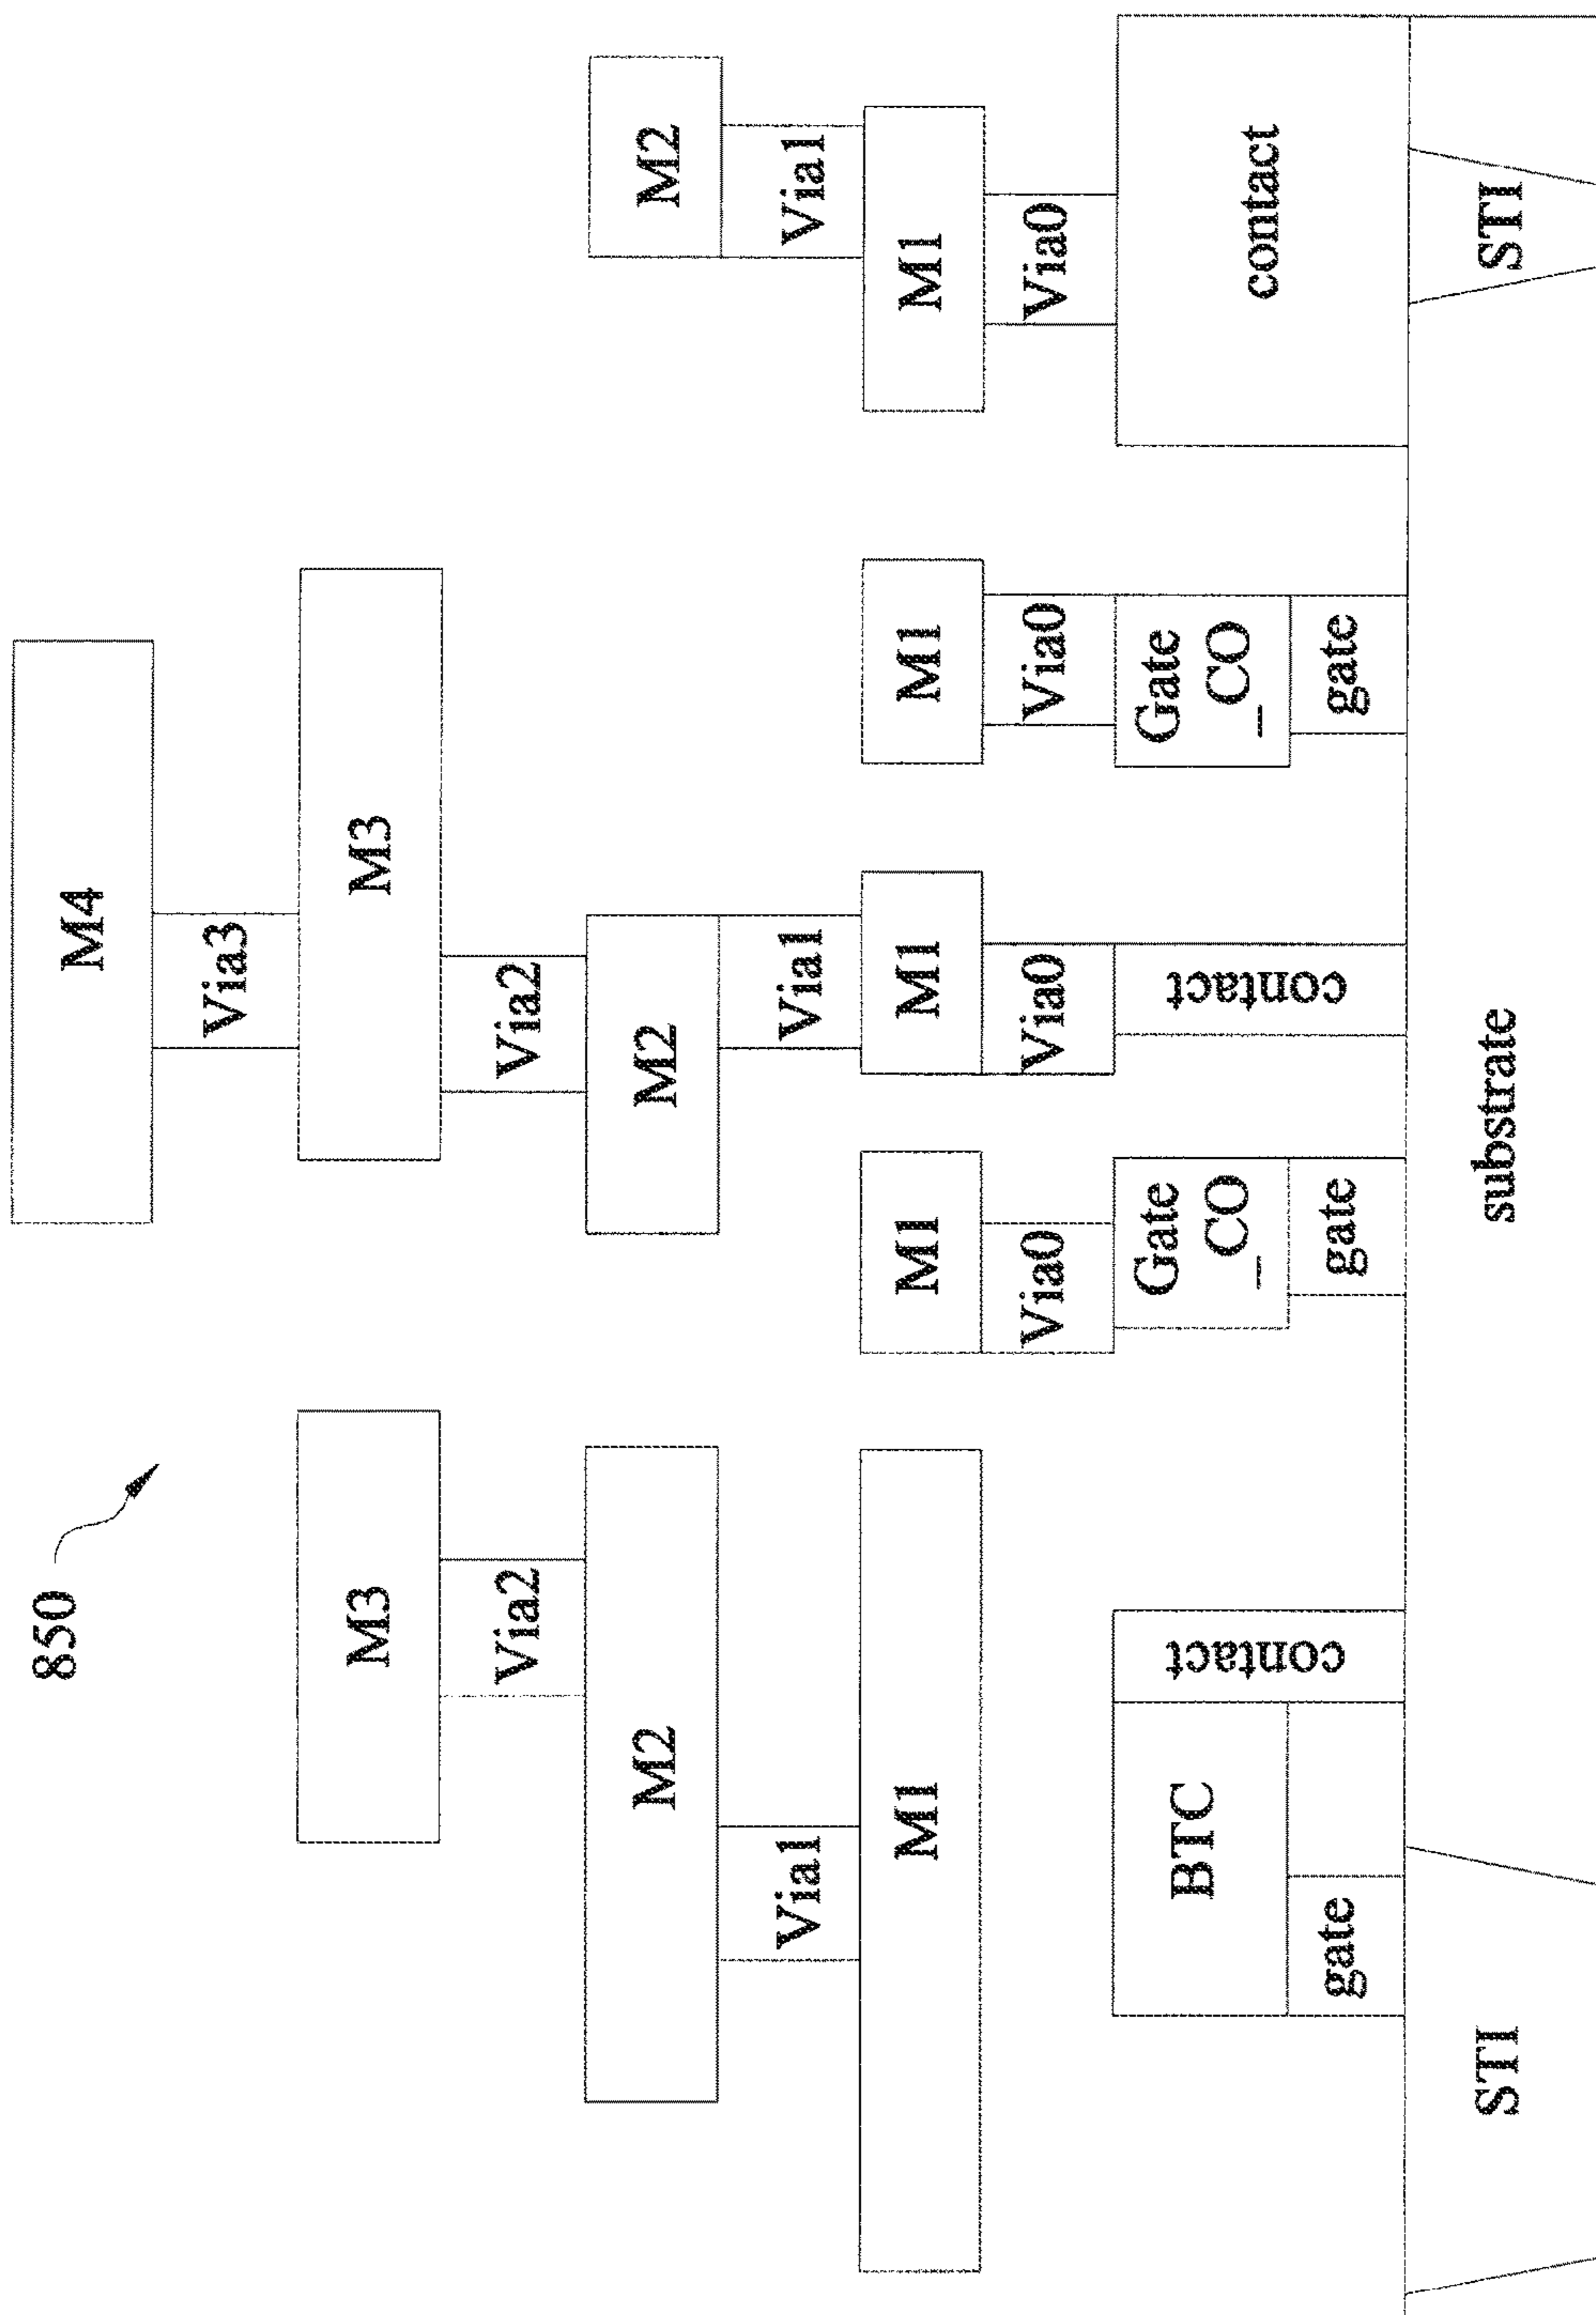 850
M4
Via3
M3
M3
Via2
Via2
M2
M2
M2
Via1
Via1
Via1
M1
M1
M1
M1
M1
Via0
Via0
Via0
Via0
BTC
contact
Gate
_CO
contact
Gate
_CO
contact
gate
gate
gate
STI
substrate
STI